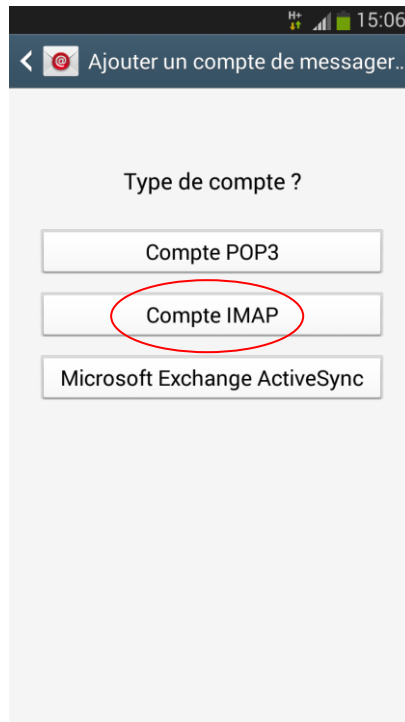 H+ 15:06
Ajouter un compte de messager..
Type de compte ?
Compte POP3
Compte IMAP
Microsoft Exchange ActiveSync